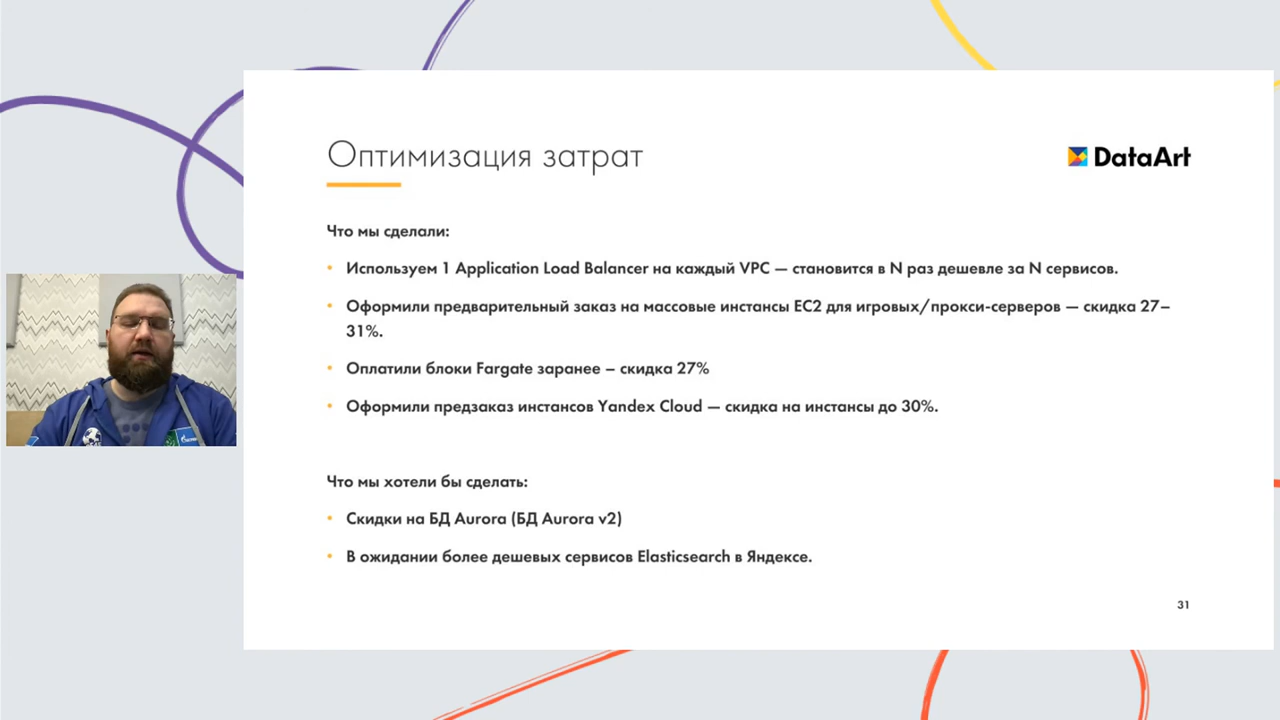 Оптимизация затрат
DataArt
Что мы сделали:
• Используем 1 Application Load Balancer на каждый VPC — становится в N раз дешевле за N сервисов.
• Оформили предварительный заказ на массовые инстансы EC2 для игровых/прокси-серверов — скидка 27–
31%.
• Оплатили блоки Fargate заранее – скидка 27%
• Оформили предзаказ инстансов Yandex Cloud — скидка на инстансы до 30%.
Что мы хотели бы сделать:
• Скидки на БД Aurora (БД Aurora v2)
• В ожидании более дешевых сервисов Elasticsearch в Яндексе.
31